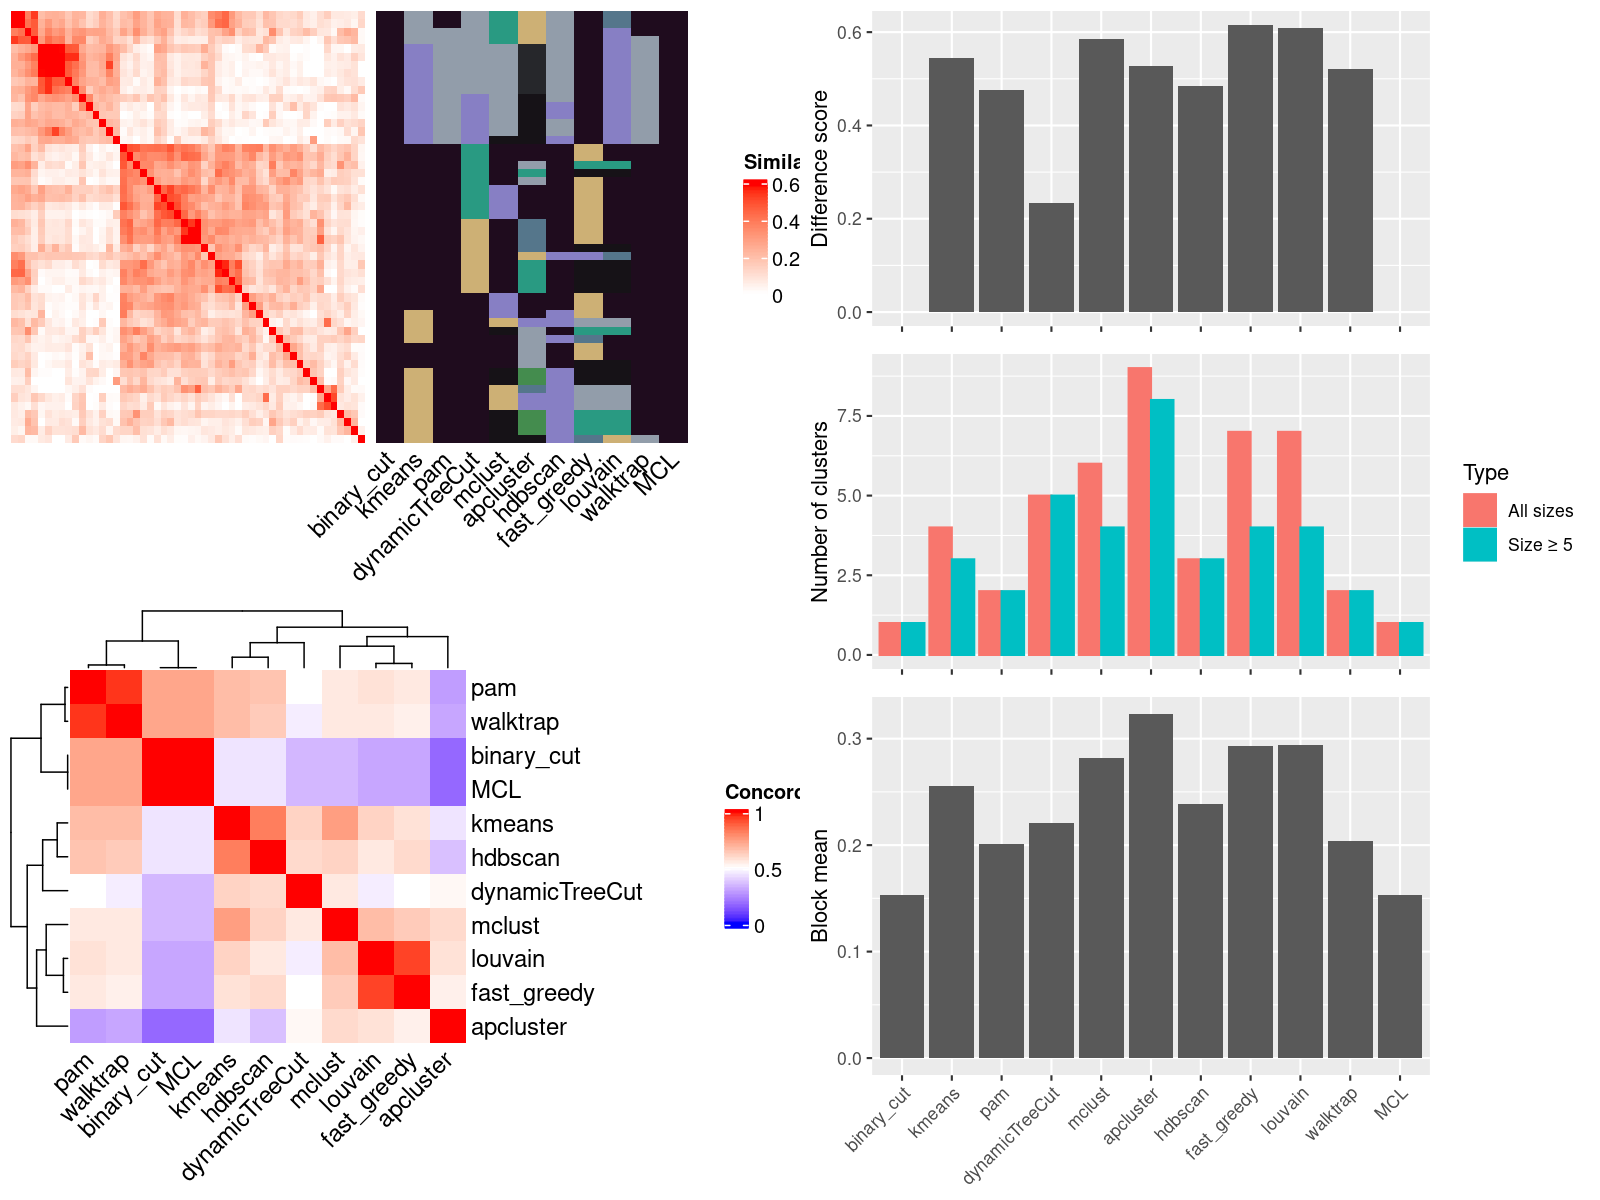 Simila
0.6
0.4
0.2
0
binary_cut
kmeans
pam
dynamicTreeCut
mclust
apcluster
hdbscan
fast_greedy
louvain
walktrap
MCL
Difference score
0.6
0.4
0.2
0.0
Number of clusters
7.5
5.0
2.5
0.0
Type
All sizes
Size ≥ 5
pam
walktrap
binary_cut
MCL
kmeans
hdbscan
dynamicTreeCut
mclust
louvain
fast_greedy
apcluster
pam
walktrap
binary_cut
MCL
kmeans
hdbscan
dynamicTreeCut
mclust
louvain
fast_greedy
apcluster
Concord
1
0.5
0
Block mean
0.3
0.2
0.1
0.0
binary_cut
kmeans
pam
dynamicTreeCut
mclust
apcluster
hdbscan
fast_greedy
louvain
walktrap
MCL